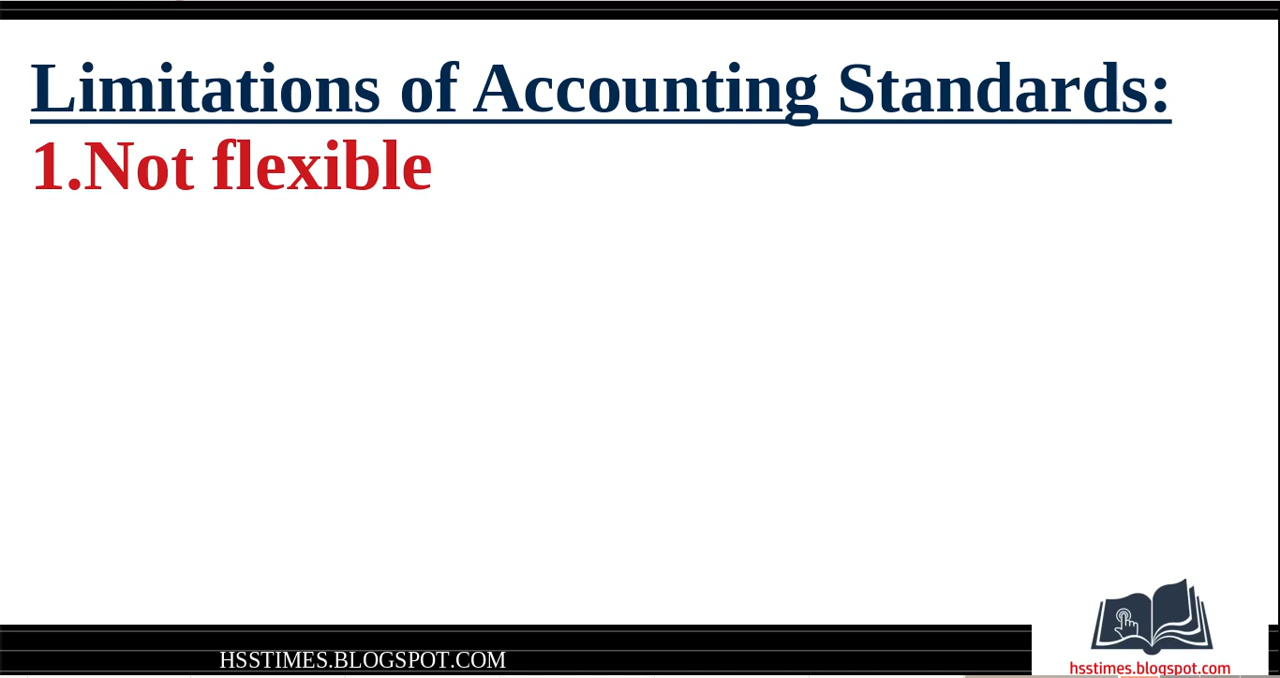 Limitations of Accounting Standards:
1.Not flexible
HSSTIMES.BLOGSPOT.COM
hsstimes.blogspot.com